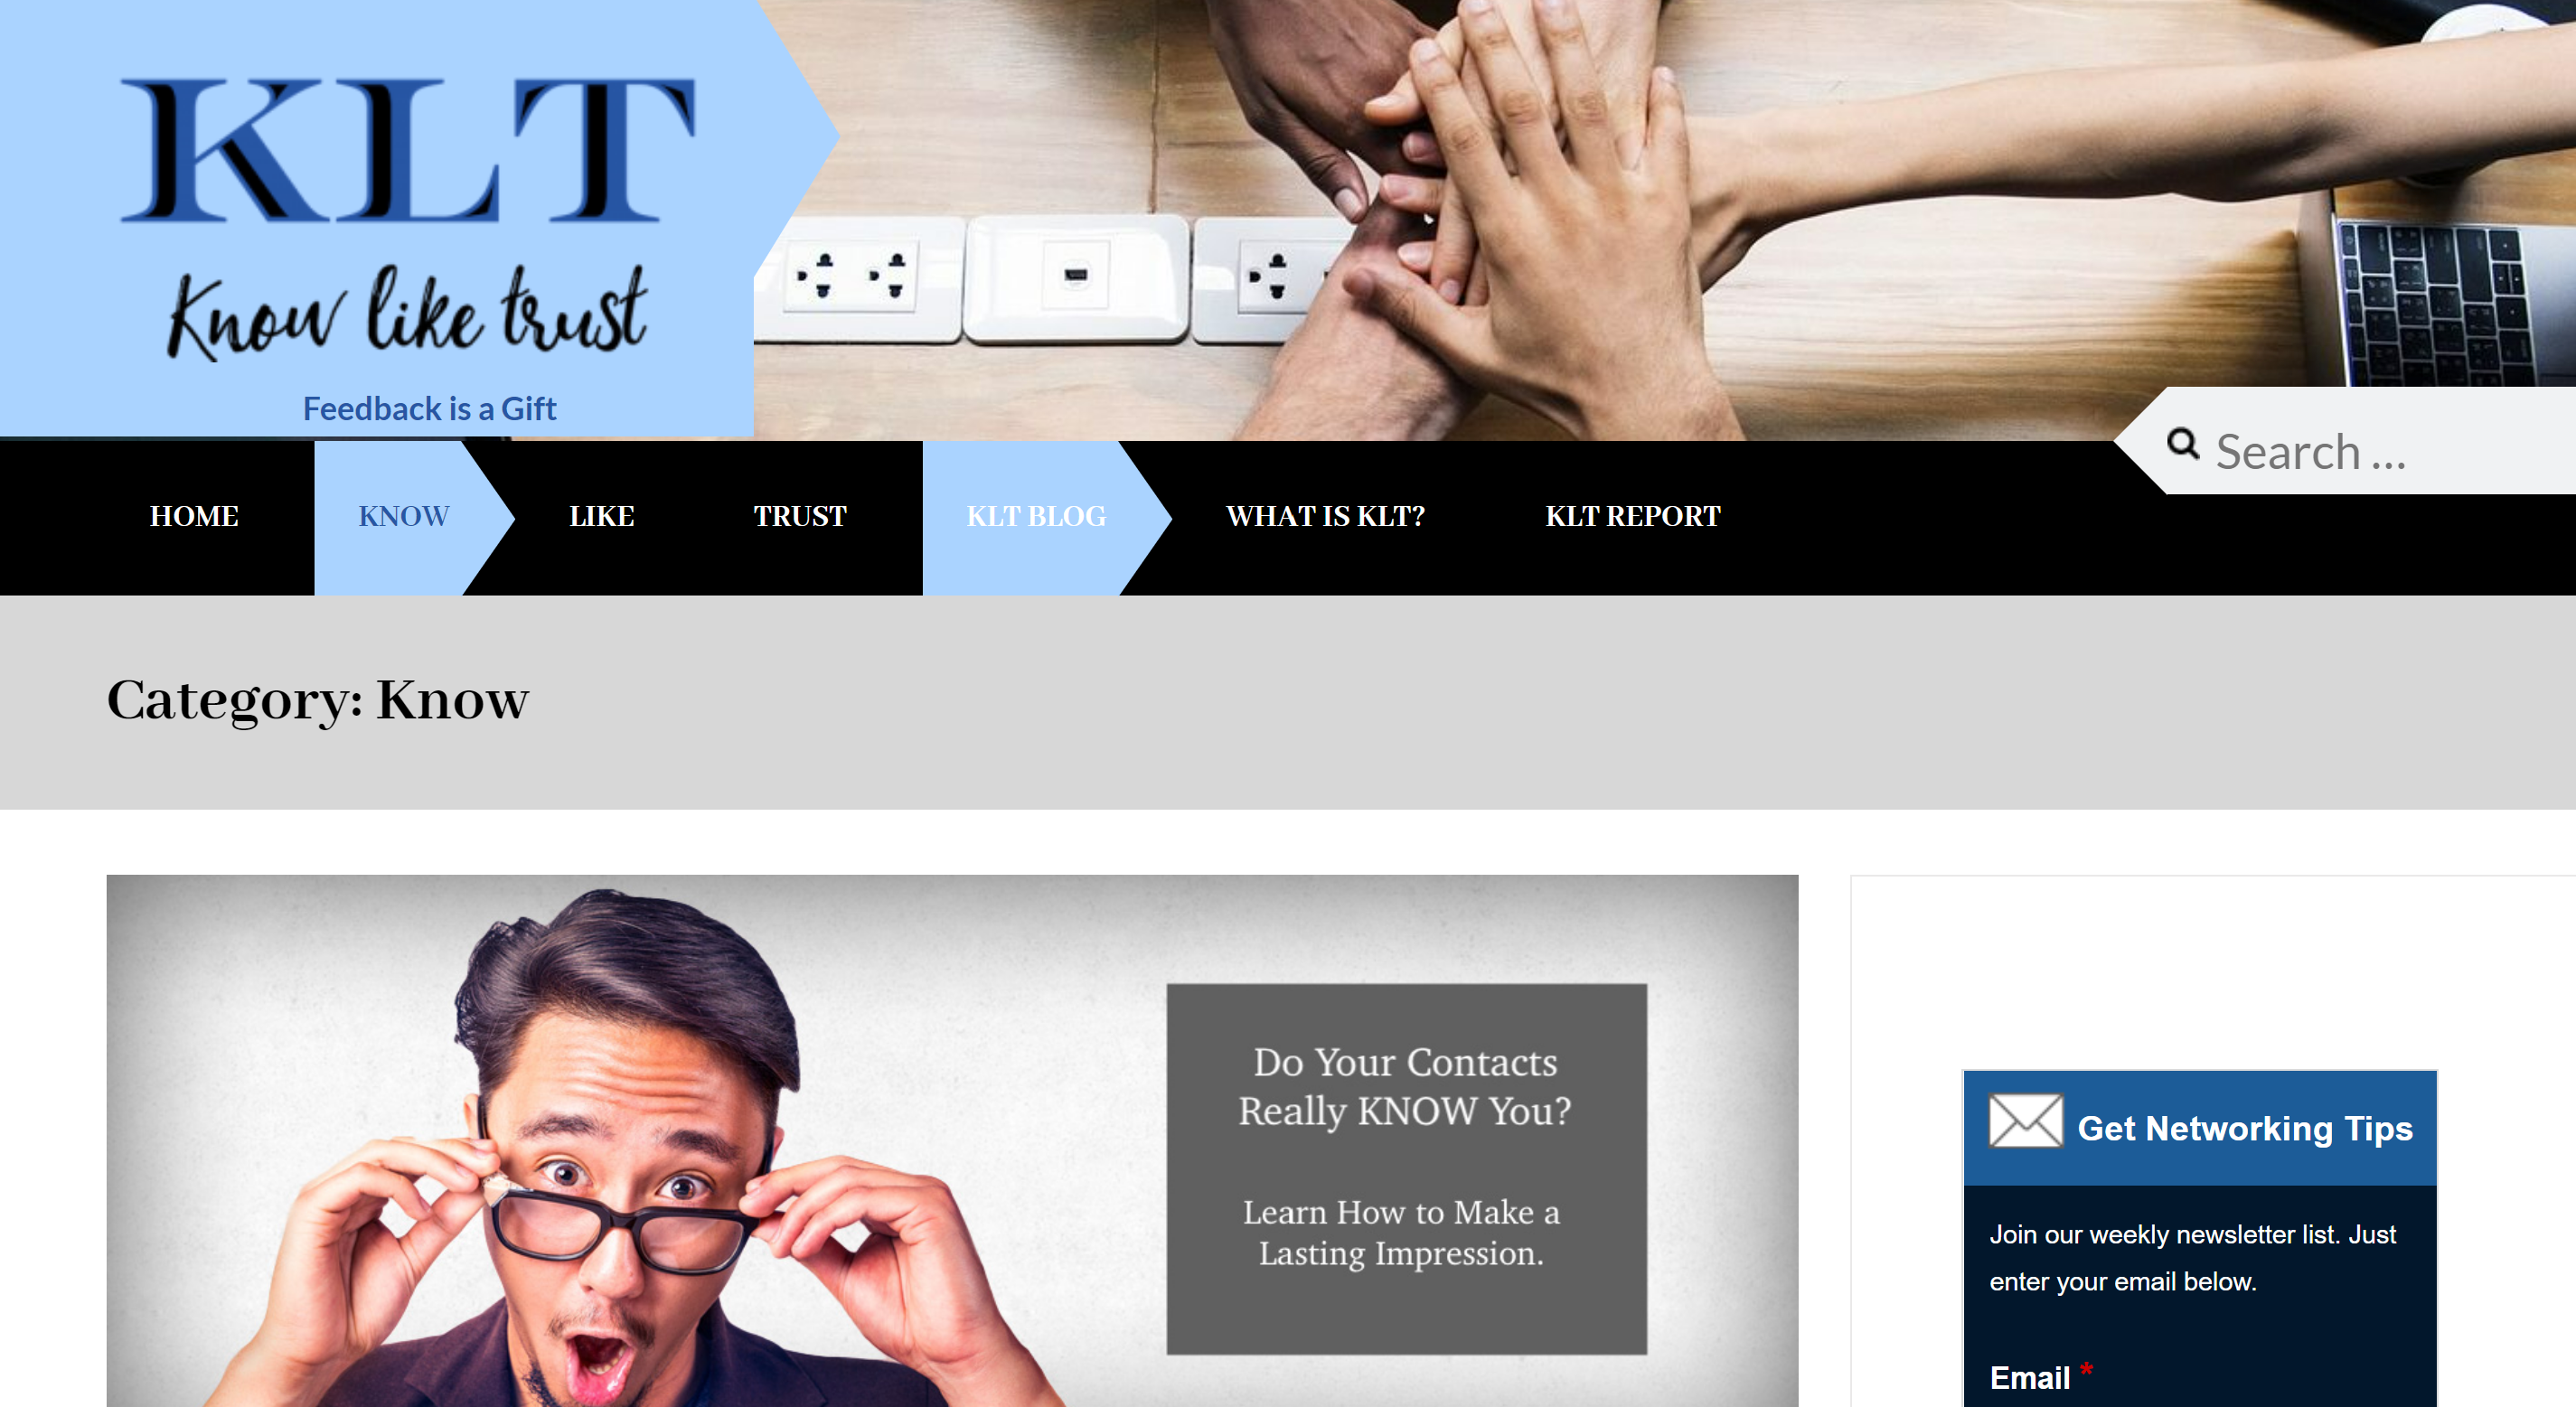 KLT
Know like trust
Feedback is a Gift
Search ...
HOME
KNOW
LIKE
TRUST
KLT BLOG
WHAT IS KLT?
KLT REPORT
Category: Know
Do Your Contacts
Really KNOW You?
Learn How to Make a
Lasting Impression.
Get Networking Tips
Join our weekly newsletter list. Just
enter your email below.
Email *